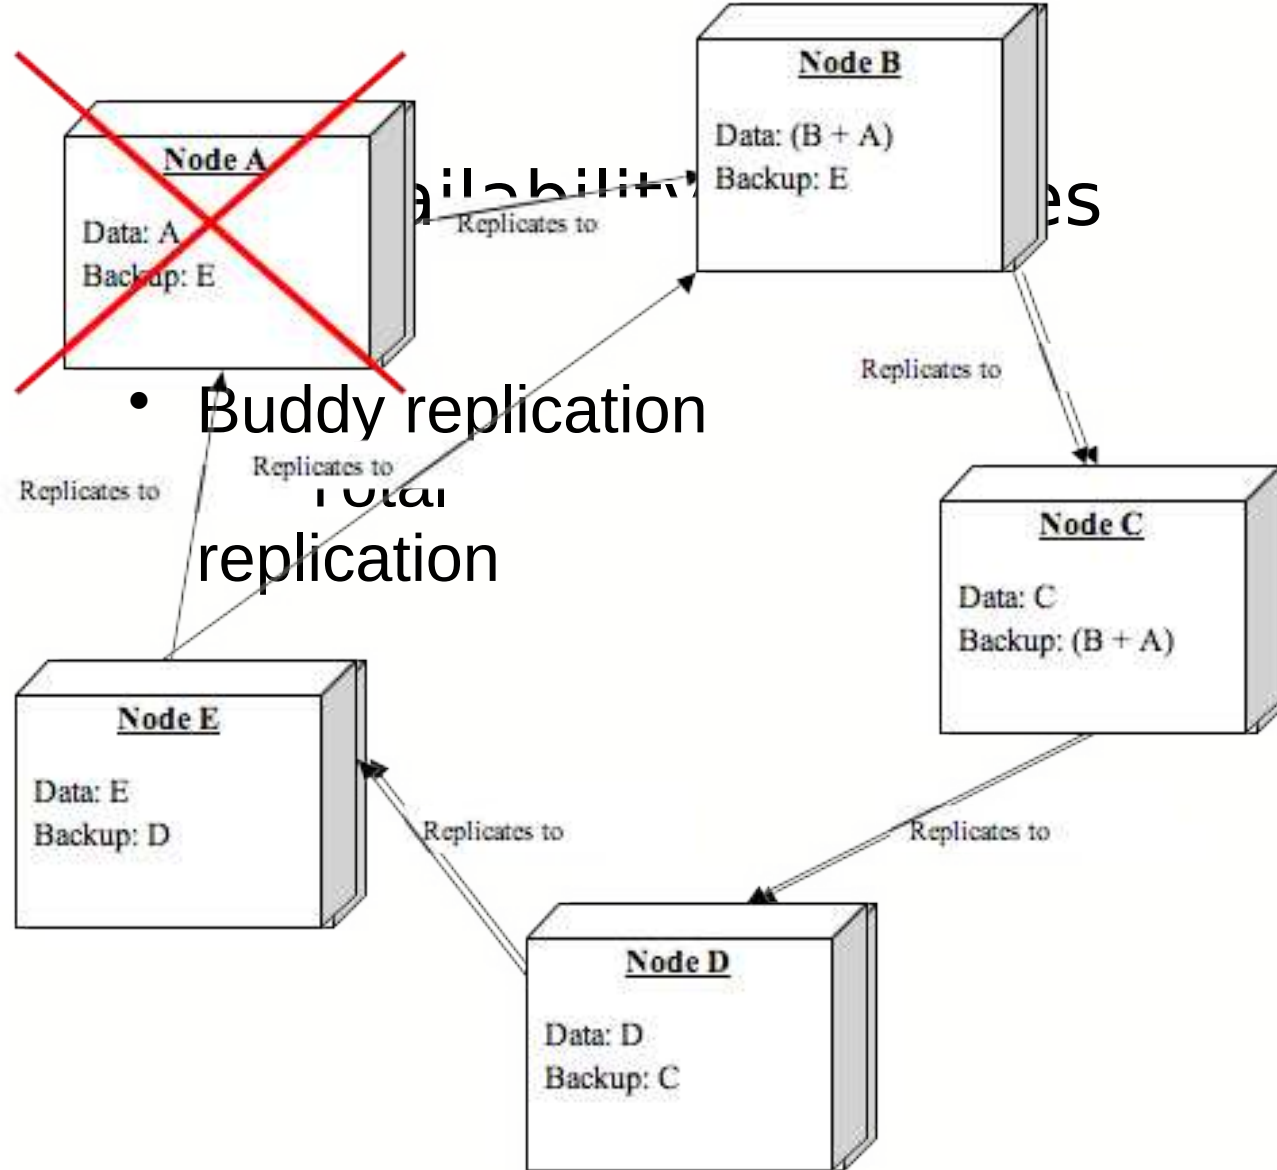 Node B
Data: (B + A)
Backup: E
Node A
Data: A
Backup: E
Replicates to
Replicates to
• Buddy replication
Replicates to
Replicates to
Total
replication
Node C
Data: C
Backup: (B + A)
Node E
Data: E
Backup: D
Replicates to
Replicates to
Node D
Data: D
Backup: C